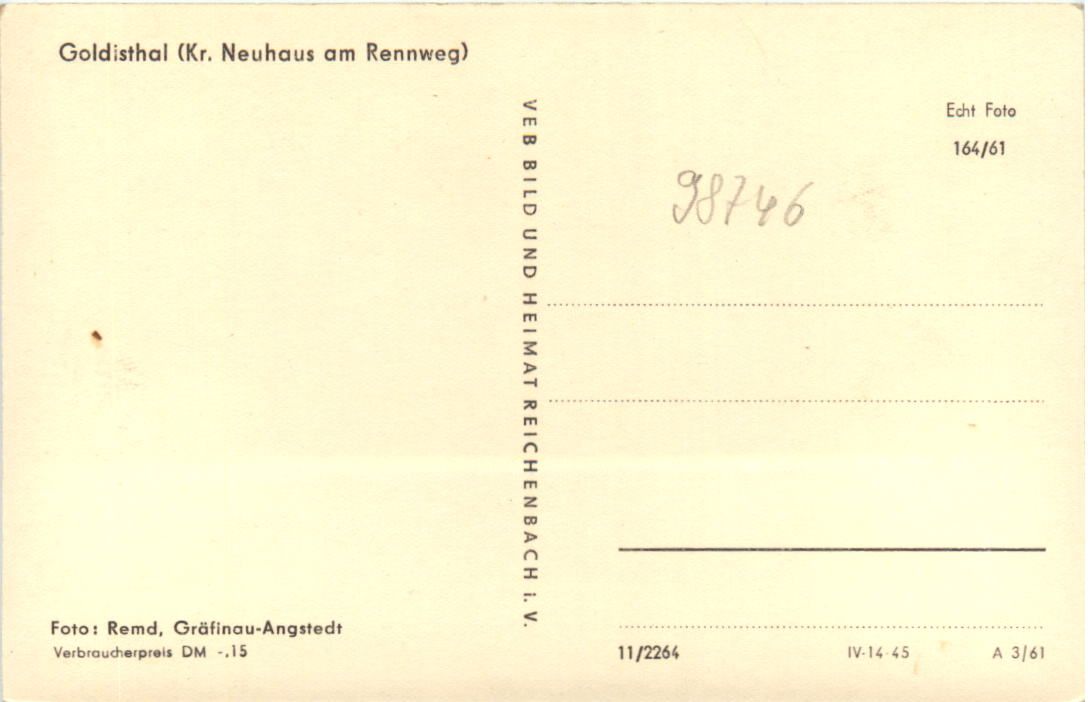 Goldisthal (Kr. Neuhaus am Rennweg)
Foto: Remd, Gräfinau-Angstedt
Verbraucherpreis DM -.15
VEB BILD UND HEIMAT REICHENBACH i. V.
Echt Foto
164/61
98746
11/2264
IV-14-45
A 3/61